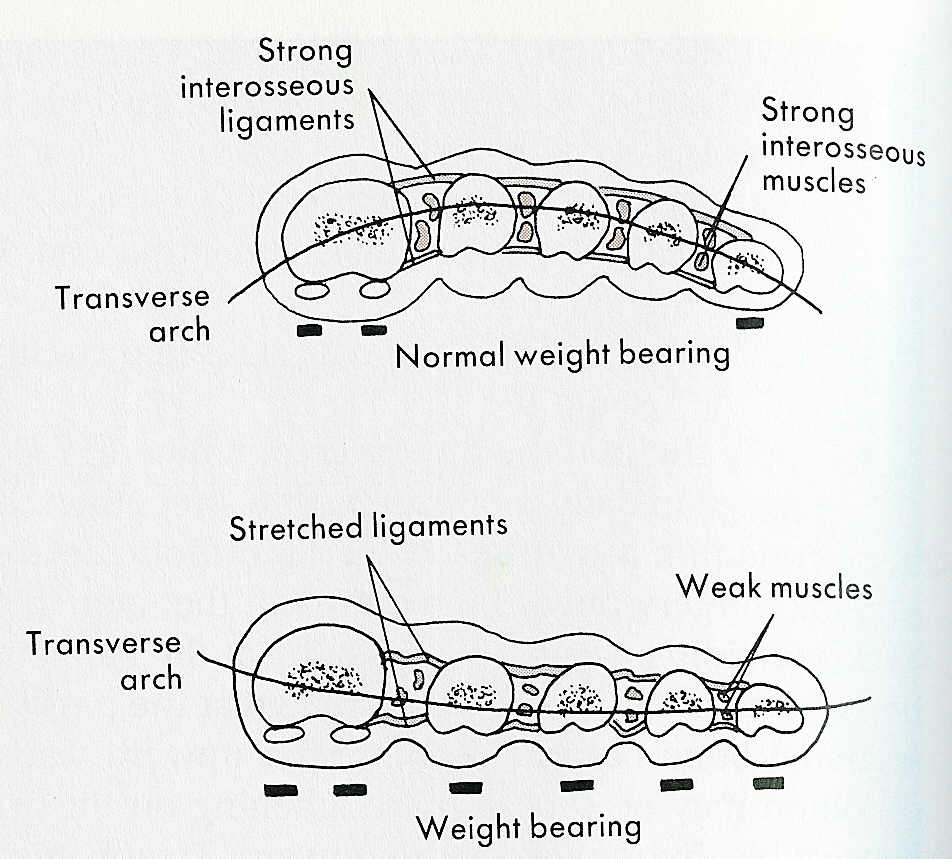 Strong
interosseous
ligaments
Strong
interosseous
muscles
Transverse
arch
Normal weight bearing
Stretched ligaments
Weak muscles
Transverse
arch
Weight bearing